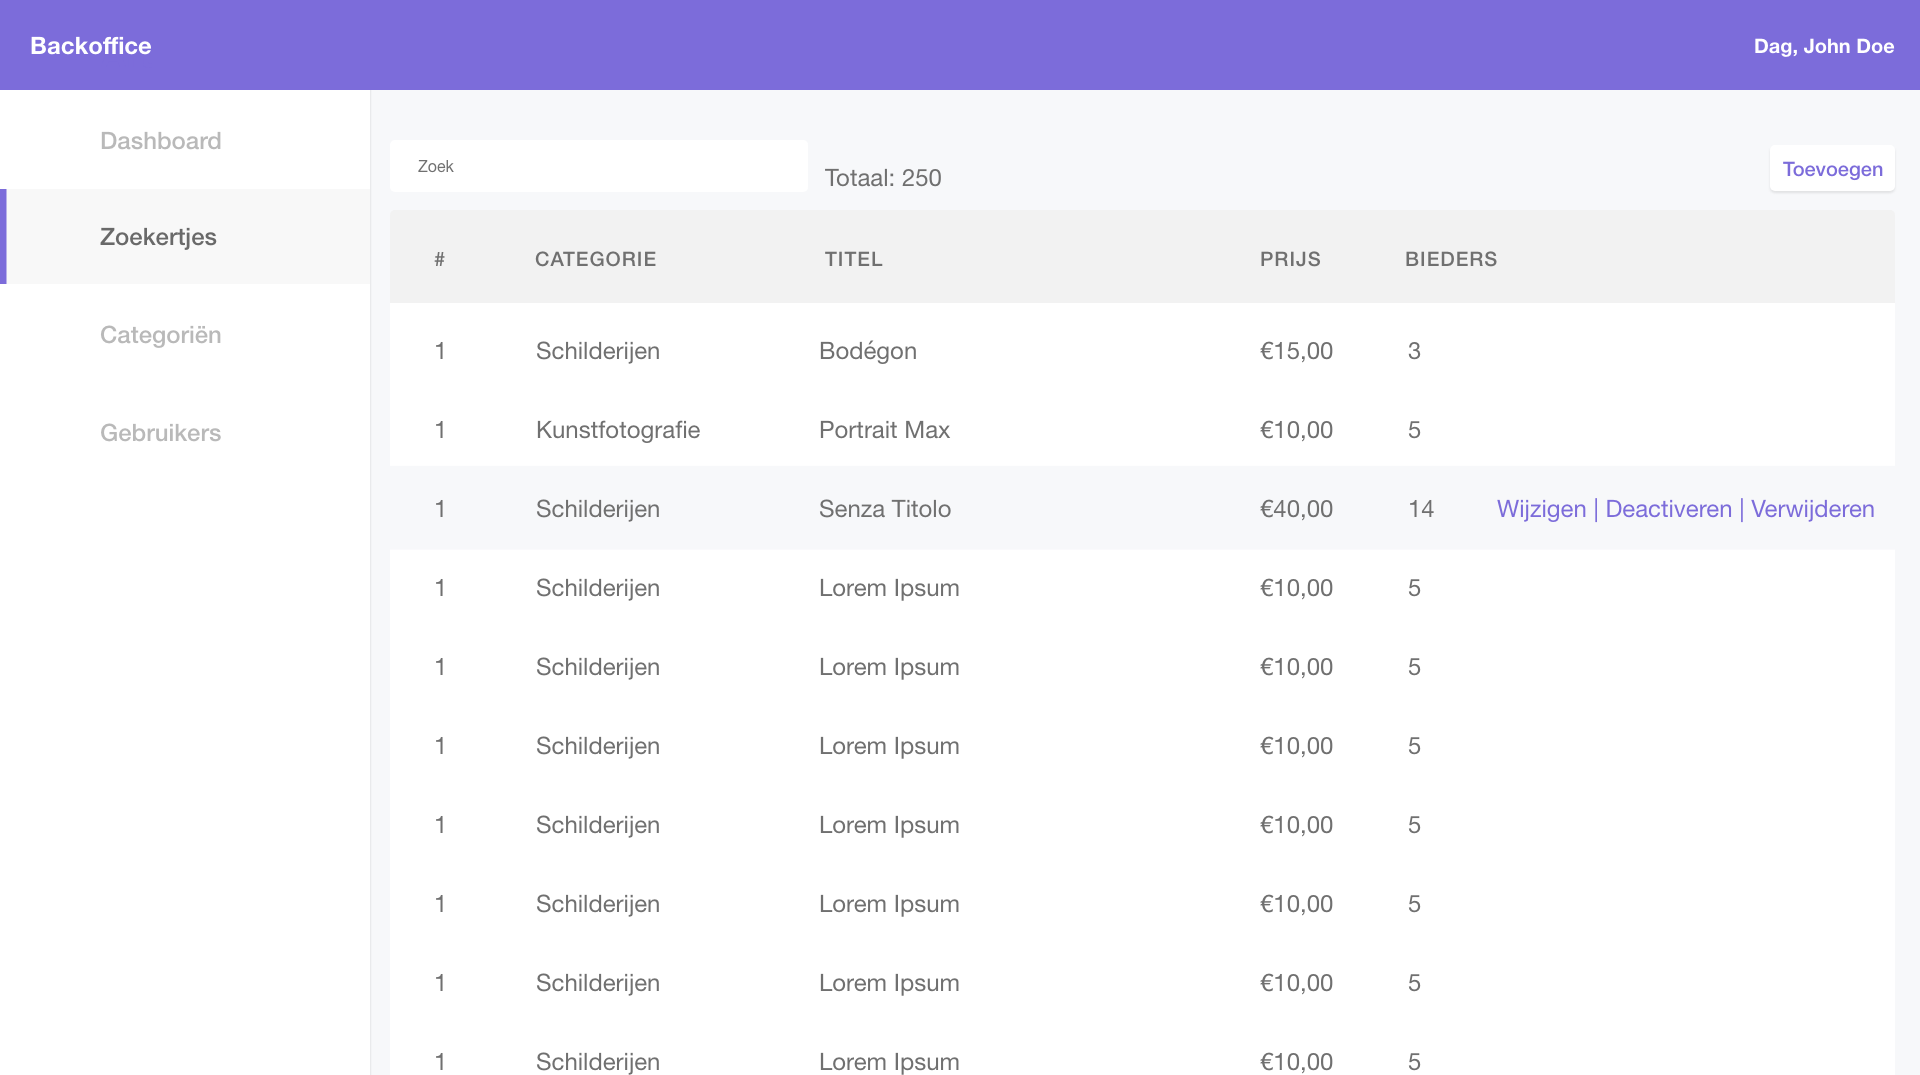 Backoffice
Dag, John Doe
Dashboard
Zoekertjes
Categoriën
Gebruikers
Zoek
Totaal: 250
Toevoegen
# CATEGORIE TITEL PRIJS BIEDERS
1 Schilderijen Bodégon €15,00 3
1 Kunstfotografie Portrait Max €10,00 5
1 Schilderijen Senza Titolo €40,00 14 Wijzigen | Deactiveren | Verwijderen
1 Schilderijen Lorem Ipsum €10,00 5
1 Schilderijen Lorem Ipsum €10,00 5
1 Schilderijen Lorem Ipsum €10,00 5
1 Schilderijen Lorem Ipsum €10,00 5
1 Schilderijen Lorem Ipsum €10,00 5
1 Schilderijen Lorem Ipsum €10,00 5
1 Schilderijen Lorem Ipsum €10,00 5